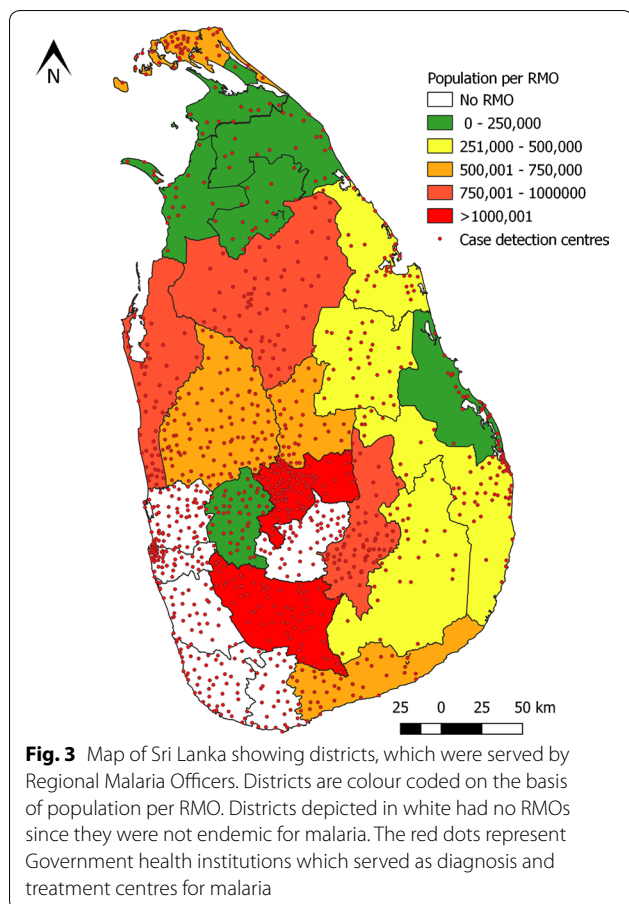 N
Population per RMO
No RMO
0 - 250,000
251,000 - 500,000
500,001 - 750,000
750,001 - 1000000
>1000,001
Case detection centres
25 0 25 50 km
Fig. 3 Map of Sri Lanka showing districts, which were served by
Regional Malaria Officers. Districts are colour coded on the basis
of population per RMO. Districts depicted in white had no RMOs
since they were not endemic for malaria. The red dots represent
Government health institutions which served as diagnosis and
treatment centres for malaria